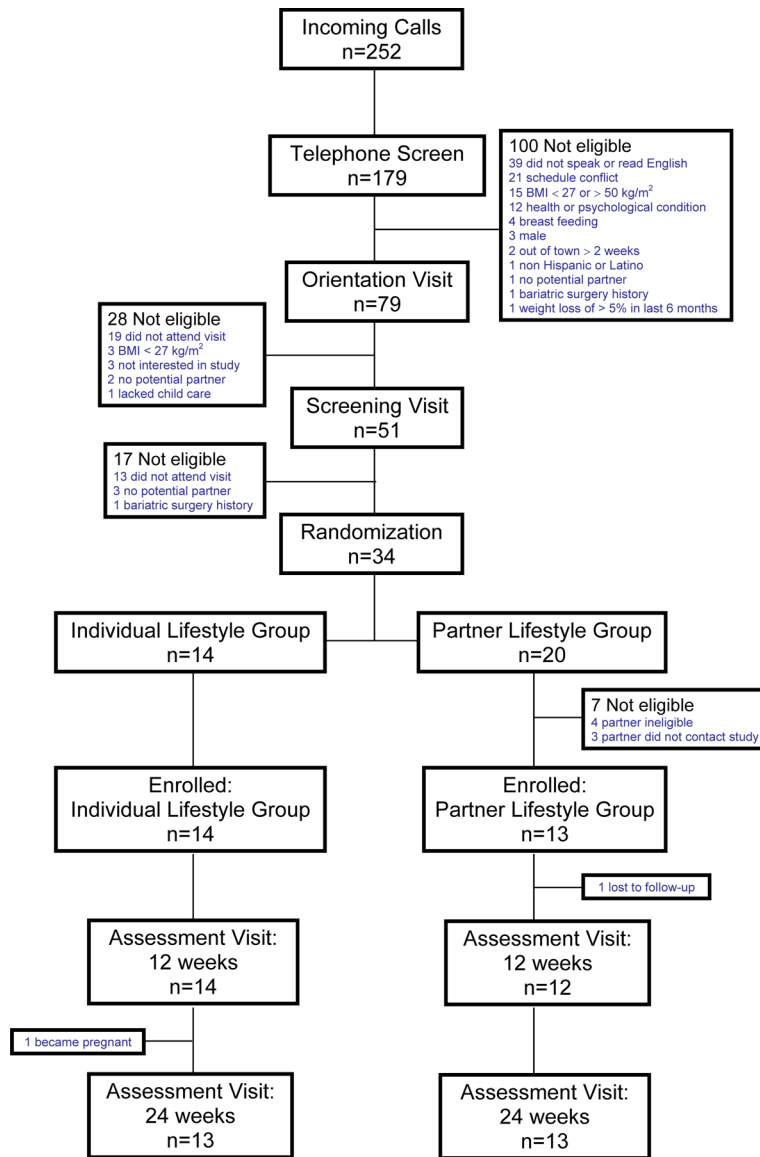 Incoming Calls
n=252
Telephone Screen
n=179
100 Not eligible
39 did not speak or read English
21 schedule conflict
15 BMI < 27 or > 50 kg/m²
12 health or psychological condition
4 breast feeding
3 male
2 out of town > 2 weeks
1 non Hispanic or Latino
1 no potential partner
1 bariatric surgery history
1 weight loss of > 5% in last 6 months
Orientation Visit
n=79
28 Not eligible
19 did not attend visit
3 BMI < 27 kg/m²
3 not interested in study
2 no potential partner
1 lacked child care
Screening Visit
n=51
17 Not eligible
13 did not attend visit
3 no potential partner
1 bariatric surgery history
Randomization
n=34
Individual Lifestyle Group
n=14
Partner Lifestyle Group
n=20
7 Not eligible
4 partner ineligible
3 partner did not contact study
Enrolled:
Individual Lifestyle Group
n=14
Enrolled:
Partner Lifestyle Group
n=13
1 lost to follow-up
Assessment Visit:
12 weeks
n=14
Assessment Visit:
12 weeks
n=12
1 became pregnant
Assessment Visit:
24 weeks
n=13
Assessment Visit:
24 weeks
n=13